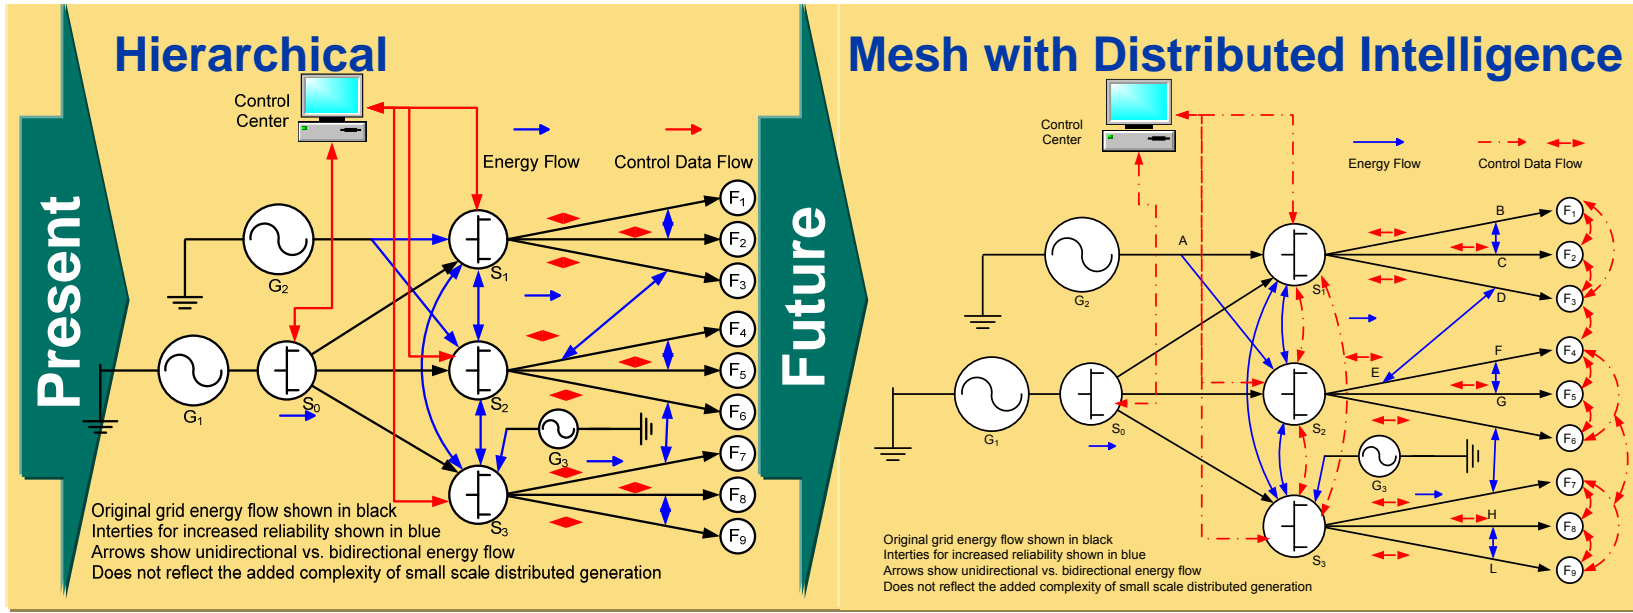 Hierarchical
Mesh with Distributed Intelligence
Present
Control
Center
Energy Flow
Control Data Flow
G2
G1
G3
S0
S1
S2
S3
F1
F2
F3
F4
F5
F6
F7
F8
F9
Original grid energy flow shown in black
Interties for increased reliability shown in blue
Arrows show unidirectional vs. bidirectional energy flow
Does not reflect the added complexity of small scale distributed generation
Future
Control
Center
Energy Flow
Control Data Flow
A
B
C
D
E
F
G
H
L
G2
G1
G3
S0
S1
S2
S3
F1
F2
F3
F4
F5
F6
F7
F8
F9
Original grid energy flow shown in black
Interties for increased reliability shown in blue
Arrows show unidirectional vs. bidirectional energy flow
Does not reflect the added complexity of small scale distributed generation